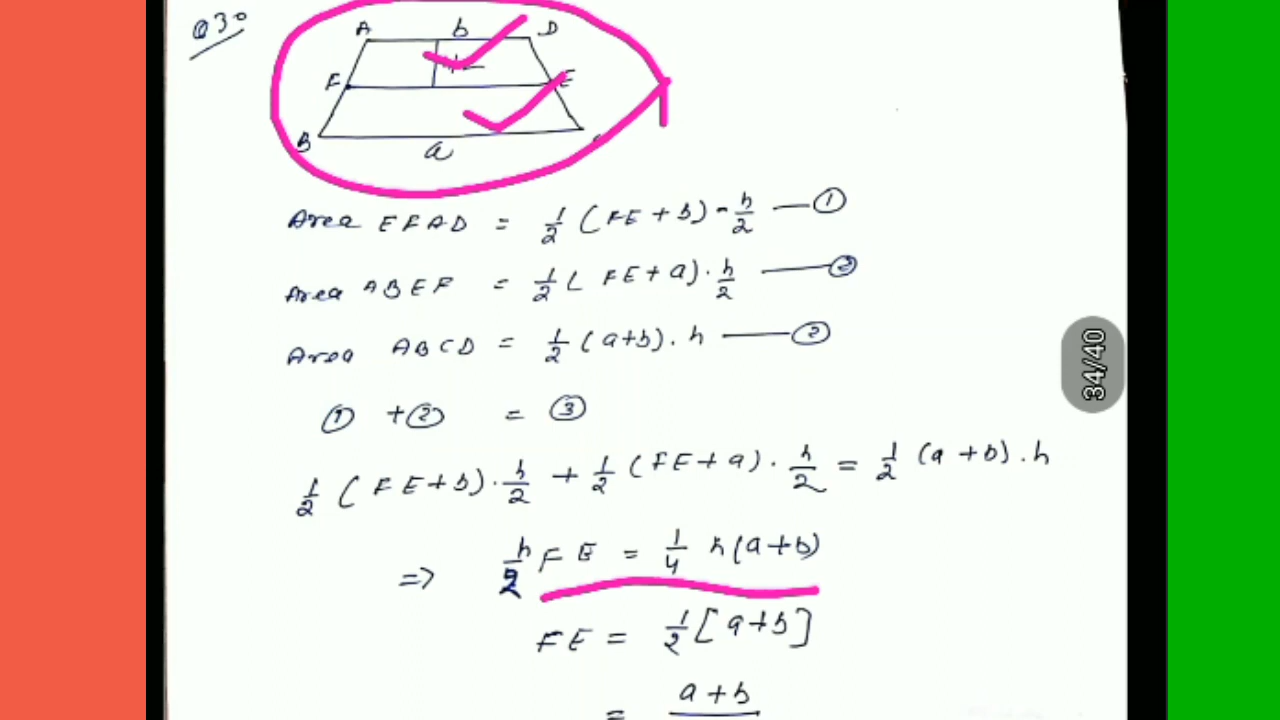 Q3°
A b D
F E
B a
Area EFAD = 1/2 (FE + b) · h/2 — ①
Area ABEF = 1/2 ( FE + a) · h/2 — ②
Area ABCD = 1/2 (a+b) . h — ②
① + ② = ③
1/2 (FE+b) · h/2 + 1/2 (FE+a) · h/2 = 1/2 (a+b) . h
=> h/2 FE = 1/4 h(a+b)
FE = 1/2 [a+b]
= a+b
34/40